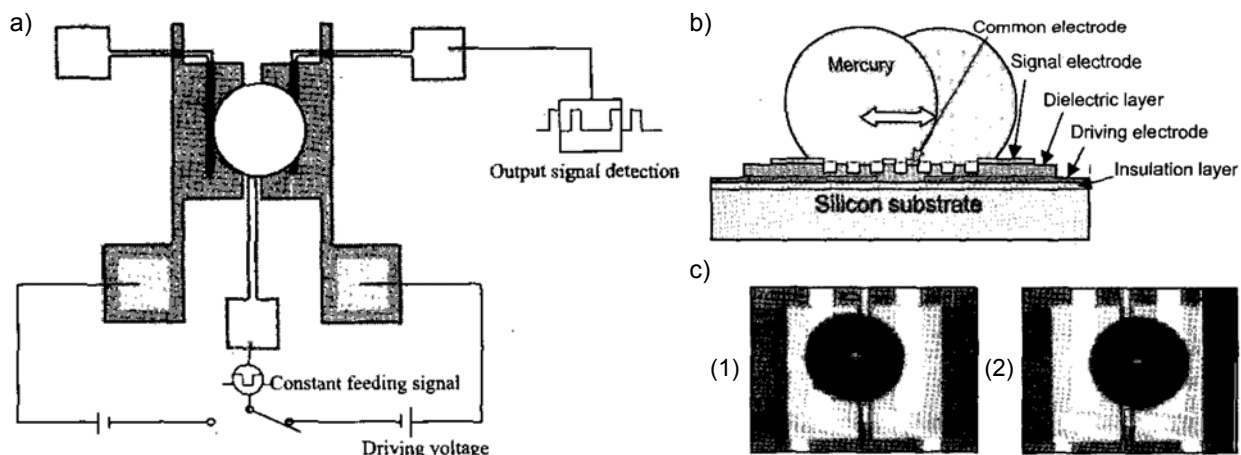 a)
Output signal detection
Constant feeding signal
Driving voltage
b)
Common electrode
Signal electrode
Mercury
Dielectric layer
Driving electrode
Insulation layer
Silicon substrate
c)
(1)
(2)